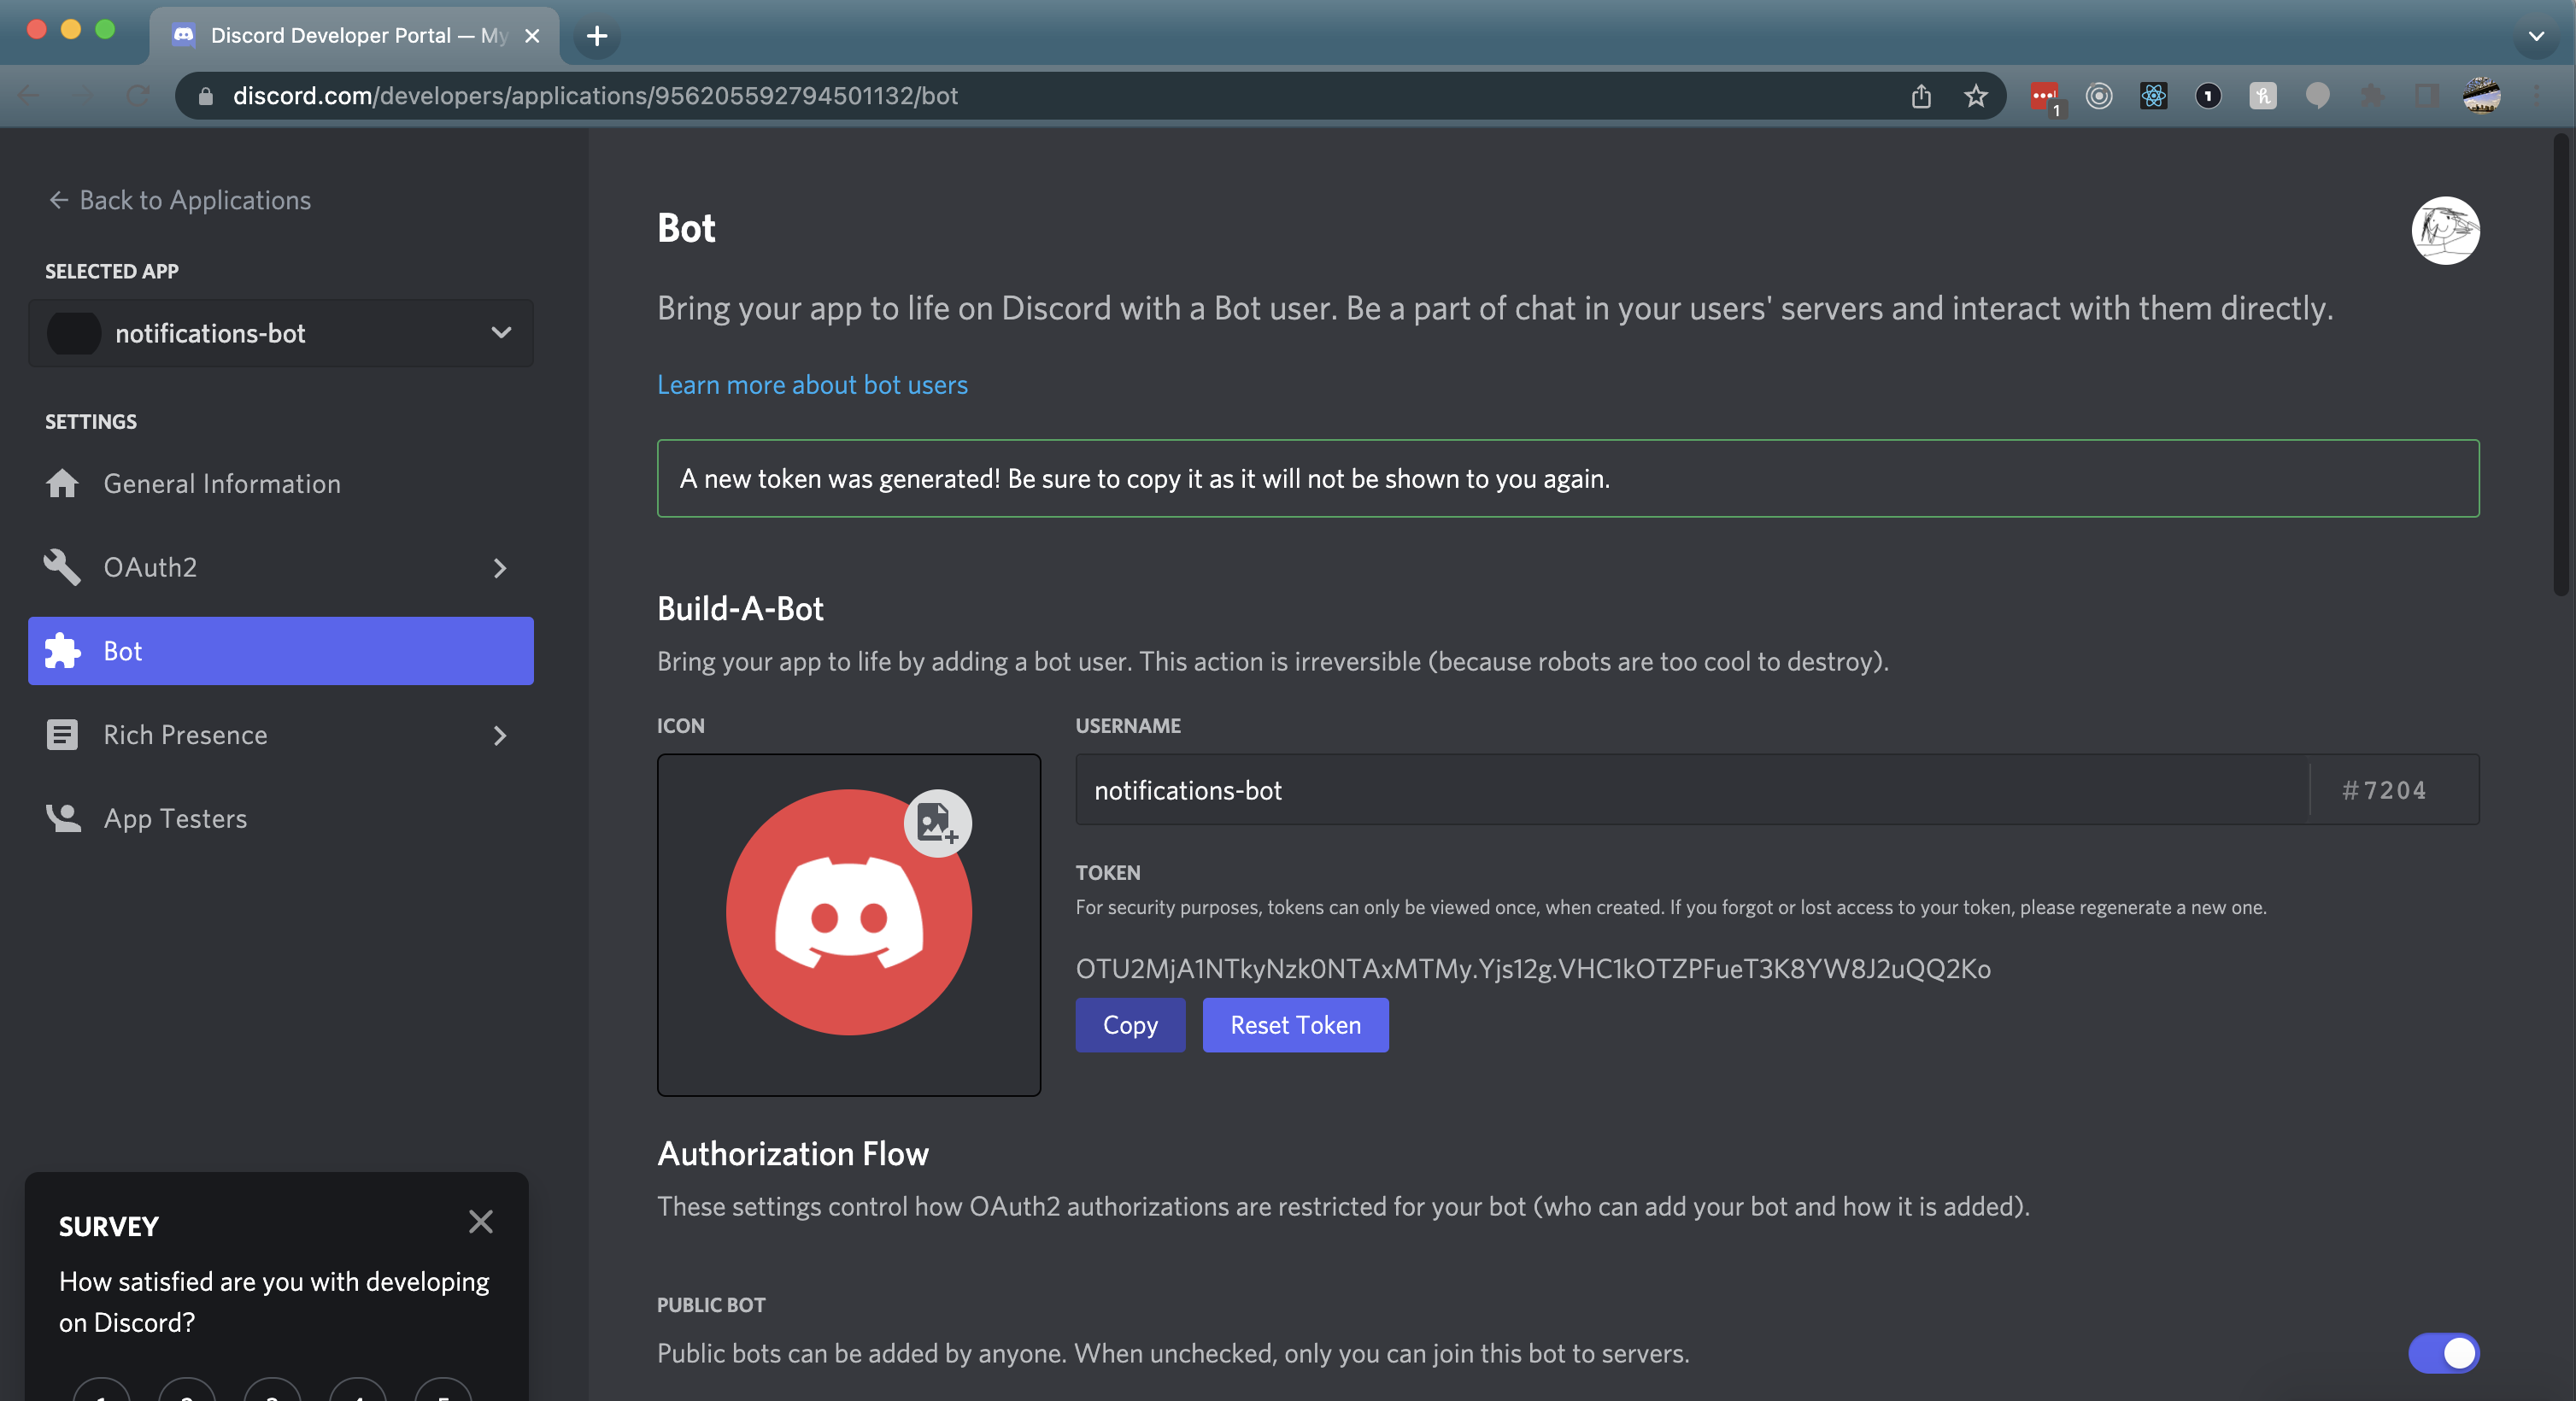 Discord Developer Portal — My
discord.com/developers/applications/956205592794501132/bot
1
Back to Applications
SELECTED APP
notifications-bot
SETTINGS
General Information
OAuth2
Bot
Rich Presence
App Testers
SURVEY
How satisfied are you with developing
on Discord?
Bot
Bring your app to life on Discord with a Bot user. Be a part of chat in your users' servers and interact with them directly.
Learn more about bot users
A new token was generated! Be sure to copy it as it will not be shown to you again.
Build-A-Bot
Bring your app to life by adding a bot user. This action is irreversible (because robots are too cool to destroy).
ICON
USERNAME
notifications-bot
#7204
TOKEN
For security purposes, tokens can only be viewed once, when created. If you forgot or lost access to your token, please regenerate a new one.
OTU2MjA1NTkyNzk0NTAxMTMy.Yjs12g.VHC1kOTZPFueT3K8YW8J2uQQ2Ko
Copy
Reset Token
Authorization Flow
These settings control how OAuth2 authorizations are restricted for your bot (who can add your bot and how it is added).
PUBLIC BOT
Public bots can be added by anyone. When unchecked, only you can join this bot to servers.